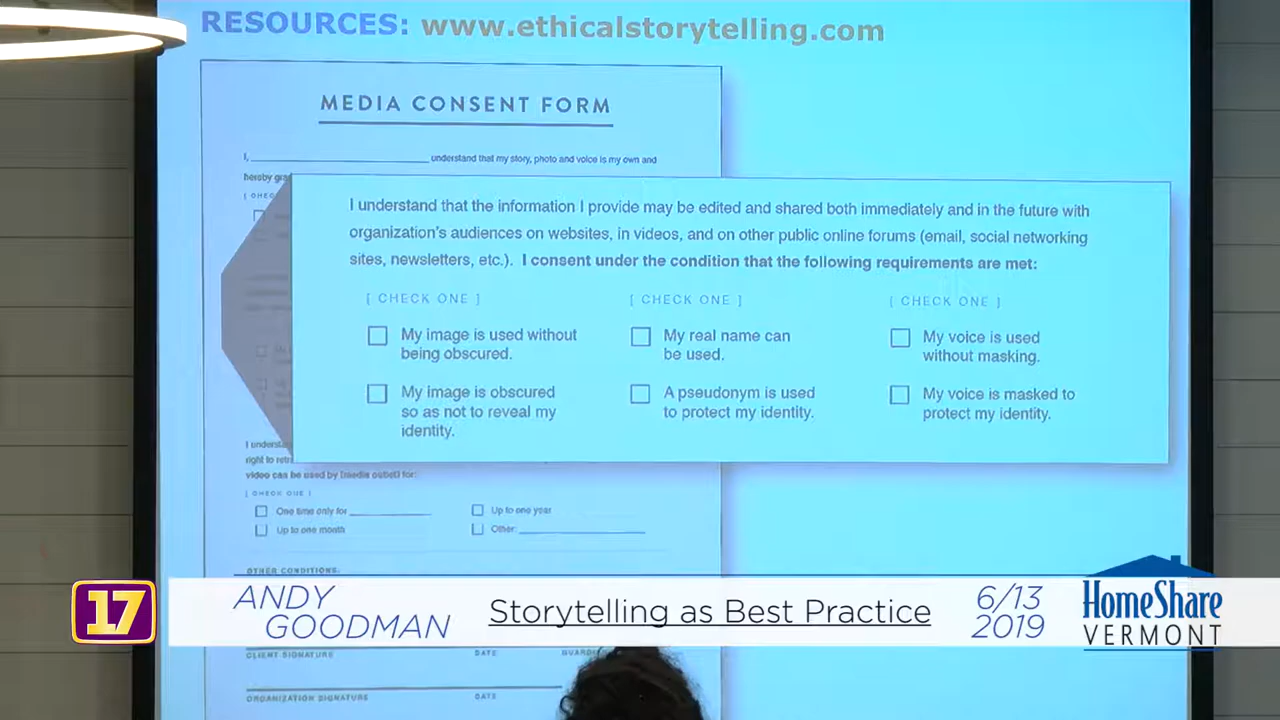 RESOURCES: www.ethicalstorytelling.com
MEDIA CONSENT FORM
I, understand that my story, photo and voice is my own and
hereby
I understand that the information I provide may be edited and shared both immediately and in the future with
organization's audiences on websites, in videos, and on other public online forums (email, social networking
sites, newsletters, etc.). I consent under the condition that the following requirements are met:
[ CHECK ONE ] [ CHECK ONE ] [ CHECK ONE ]
My image is used without My real name can My voice is used
being obscured. be used. without masking.
My image is obscured A pseudonym is used My voice is masked to
so as not to reveal my to protect my identity. protect my identity.
identity.
I
right to
video can be used by [media outlet] for:
[ CHECK ONE ]
One time only for Up to one year
Up to one month Other:
OTHER CONDITIONS:
17
ANDY
GOODMAN
Storytelling as Best Practice
6/13
2019
HomeShare
VERMONT
CLIENT SIGNATURE DATE
ORGANIZATION SIGNATURE DATE